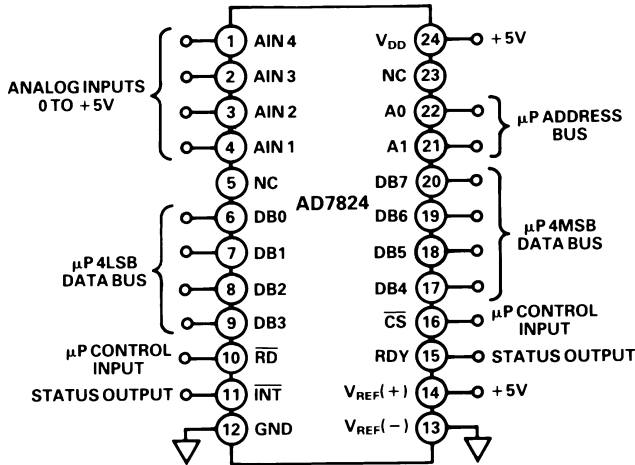 1 AIN 4
2 AIN 3
3 AIN 2
4 AIN 1
ANALOG INPUTS
0 TO +5V
5 NC
6 DB0
7 DB1
8 DB2
9 DB3
µP 4LSB
DATA BUS
µP CONTROL
INPUT
10 R̅D̅
STATUS OUTPUT
11 I̅N̅T̅
12 GND
AD7824
VDD 24 +5V
NC 23
A0 22
A1 21
µP ADDRESS
BUS
DB7 20
DB6 19
DB5 18
DB4 17
µP 4MSB
DATA BUS
C̅S̅ 16
µP CONTROL
INPUT
RDY 15 STATUS OUTPUT
VREF(+) 14 +5V
VREF(−) 13